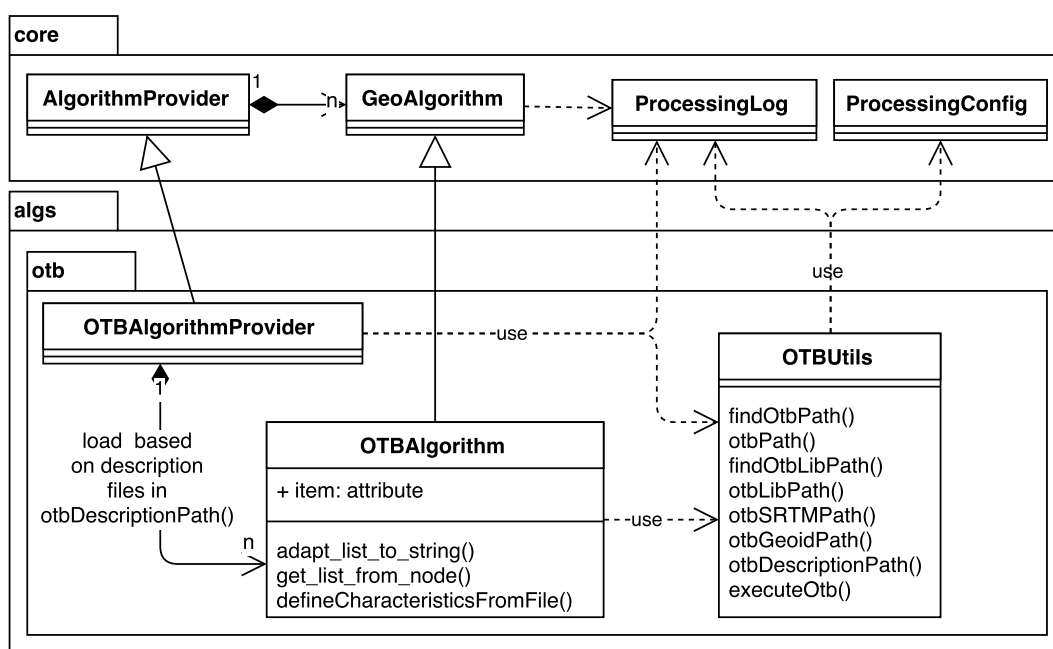 core
AlgorithmProvider
1
n
GeoAlgorithm
ProcessingLog
ProcessingConfig
algs
otb
use
OTBAlgorithmProvider
use
OTBUtils
1
load based
on description
files in
otbDescriptionPath()
n
OTBAlgorithm
+ item: attribute
adapt_list_to_string()
get_list_from_node()
defineCharacteristicsFromFile()
use
findOtbPath()
otbPath()
findOtbLibPath()
otbLibPath()
otbSRTMPath()
otbGeoidPath()
otbDescriptionPath()
executeOtb()